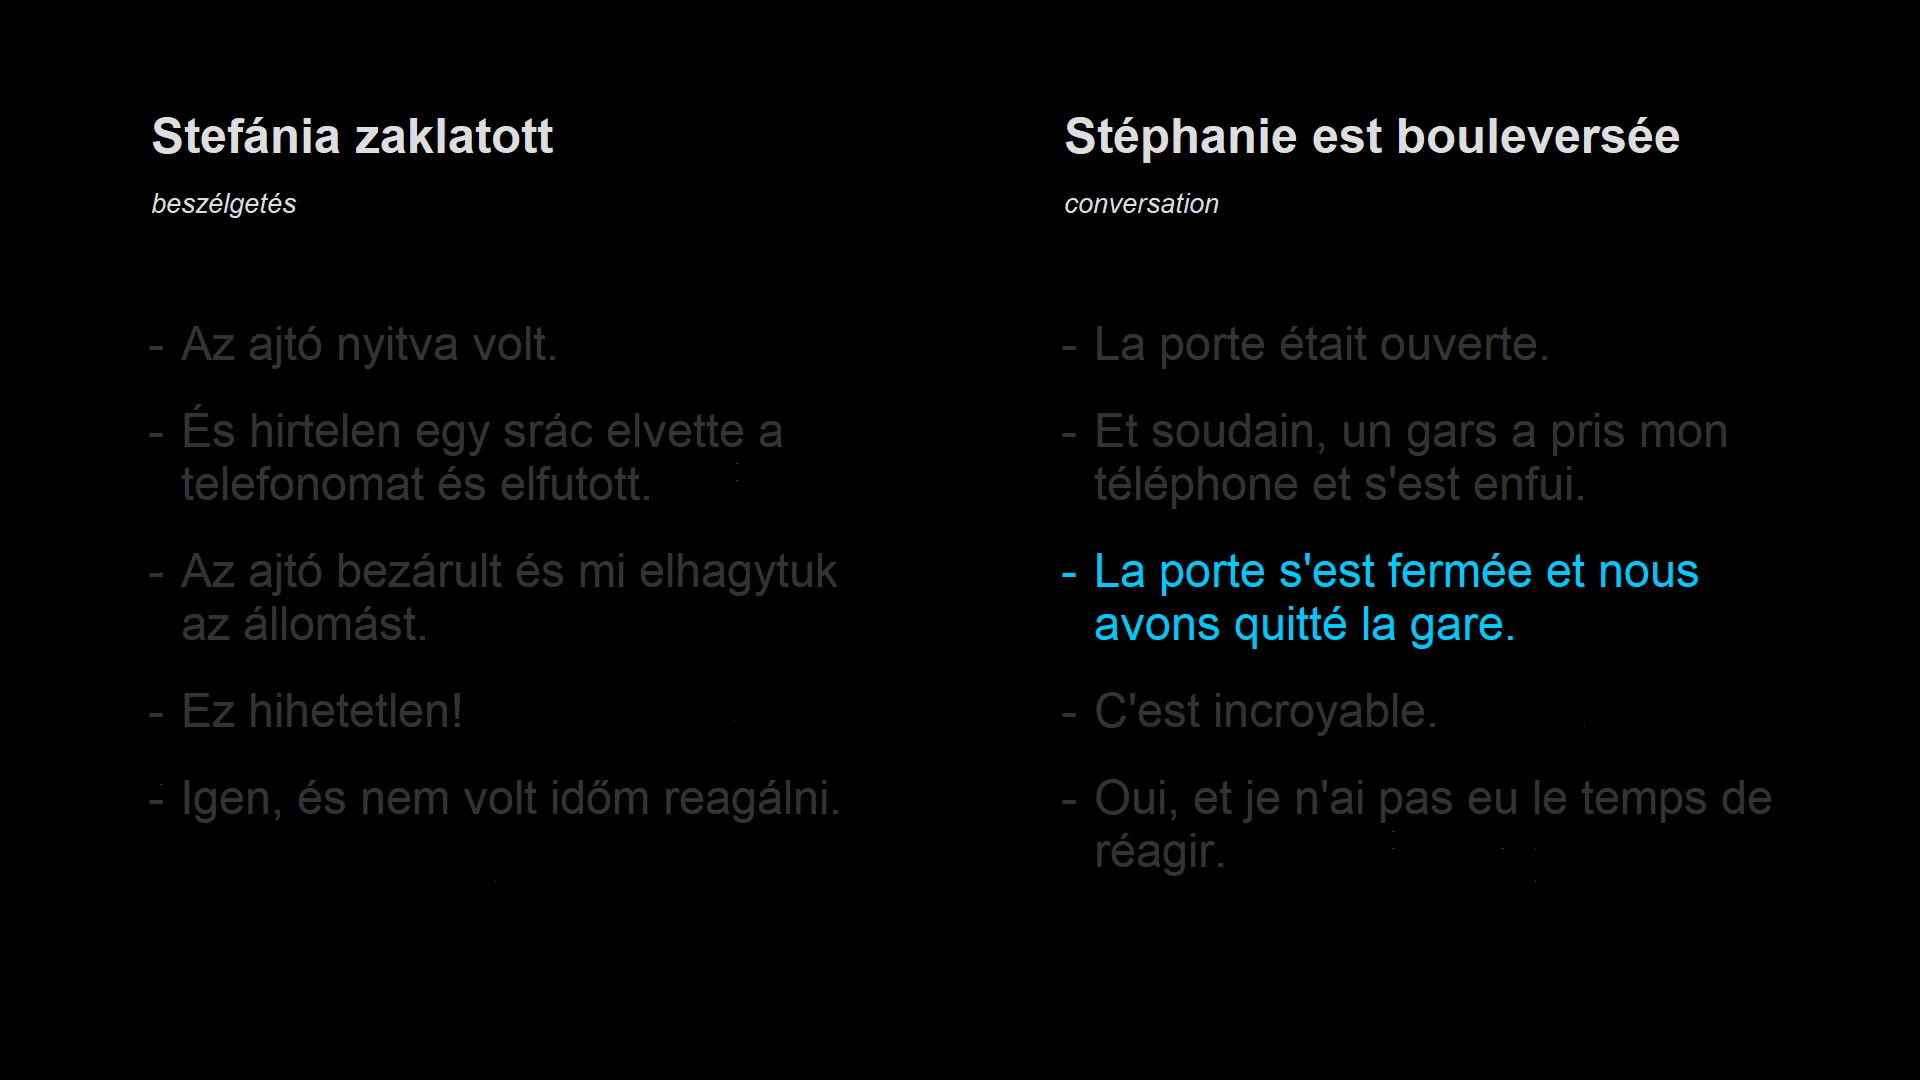 Stefánia zaklatott
beszélgetés
- Az ajtó nyitva volt.
- És hirtelen egy srác elvette a
telefonomat és elfutott.
- Az ajtó bezárult és mi elhagytuk
az állomást.
- Ez hihetetlen!
- Igen, és nem volt időm reagálni.
Stéphanie est bouleversée
conversation
- La porte était ouverte.
- Et soudain, un gars a pris mon
téléphone et s'est enfui.
- La porte s'est fermée et nous
avons quitté la gare.
- C'est incroyable.
- Oui, et je n'ai pas eu le temps de
réagir.